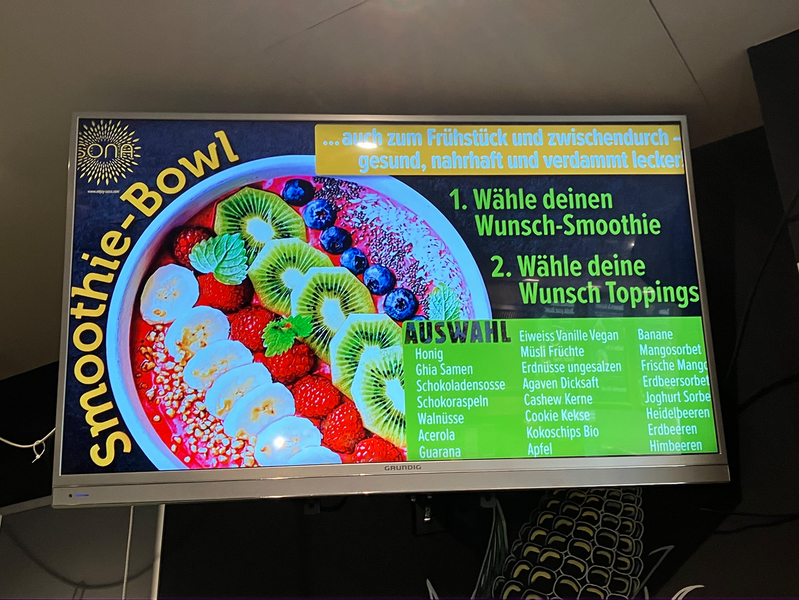 ONA
Smoothie-Bowl
... auch zum Frühstück und zwischendurch -
gesund, nahrhaft und verdammt lecker
1. Wähle deinen
Wunsch-Smoothie
2. Wähle deine
Wunsch Toppings
AUSWAHL
Honig
Ghia Samen
Schokoladensosse
Schokoraspeln
Walnüsse
Acerola
Guarana
Eiweiss Vanille Vegan
Müsli Früchte
Erdnüsse ungesalzen
Agaven Dicksaft
Cashew Kerne
Cookie Kekse
Kokoschips Bio
Apfel
Banane
Mangosorbet
Frische Mang
Erdbeersorbet
Joghurt Sorbe
Heidelbeeren
Erdbeeren
Himbeeren
GRUNDIG